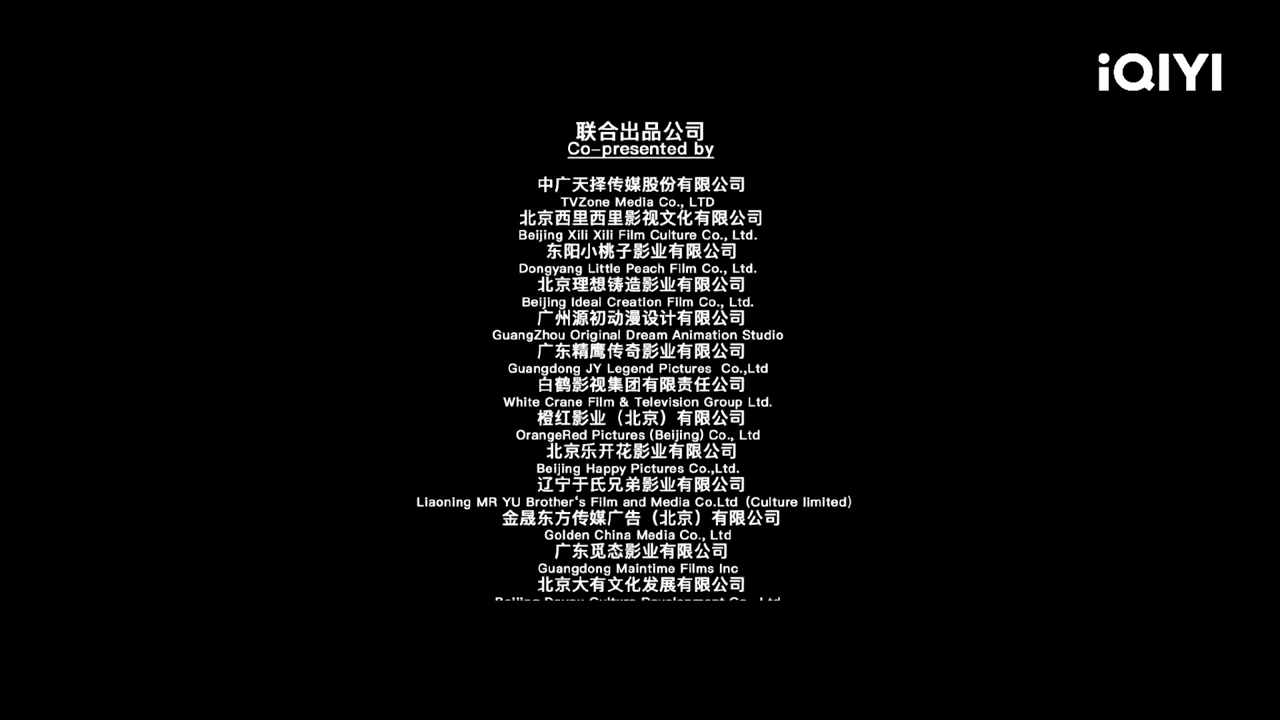 iQIYI
联合出品公司
Co-presented by
中广天择传媒股份有限公司
TVZone Media Co., LTD
北京西里西里影视文化有限公司
Beijing Xili Xili Film Culture Co., Ltd.
东阳小桃子影业有限公司
Dongyang Little Peach Film Co., Ltd.
北京理想铸造影业有限公司
Beijing Ideal Creation Film Co., Ltd.
广州源初动漫设计有限公司
GuangZhou Original Dream Animation Studio
广东精鹰传奇影业有限公司
Guangdong JY Legend Pictures Co.,Ltd
白鹤影视集团有限责任公司
White Crane Film & Television Group Ltd.
橙红影业（北京）有限公司
OrangeRed Pictures (Beijing) Co., Ltd
北京乐开花影业有限公司
Beijing Happy Pictures Co.,Ltd.
辽宁于氏兄弟影业有限公司
Liaoning MR YU Brother‘s Film and Media Co.Ltd (Culture limited)
金晟东方传媒广告（北京）有限公司
Golden China Media Co., Ltd
广东觅态影业有限公司
Guangdong Maintime Films Inc
北京大有文化发展有限公司